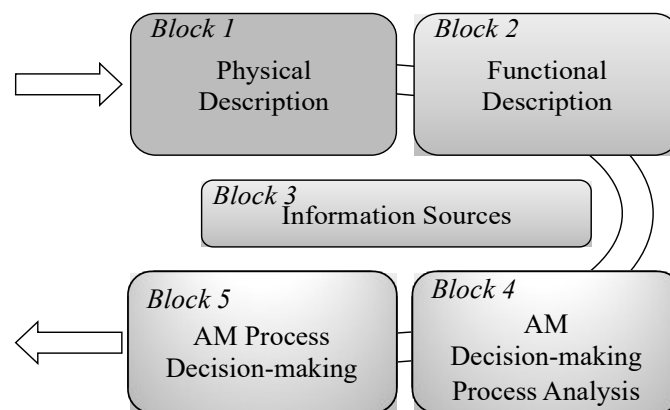 Block 1
Physical
Description
Block 2
Functional
Description
Block 3
Information Sources
Block 5
AM Process
Decision-making
Block 4
AM
Decision-making
Process Analysis